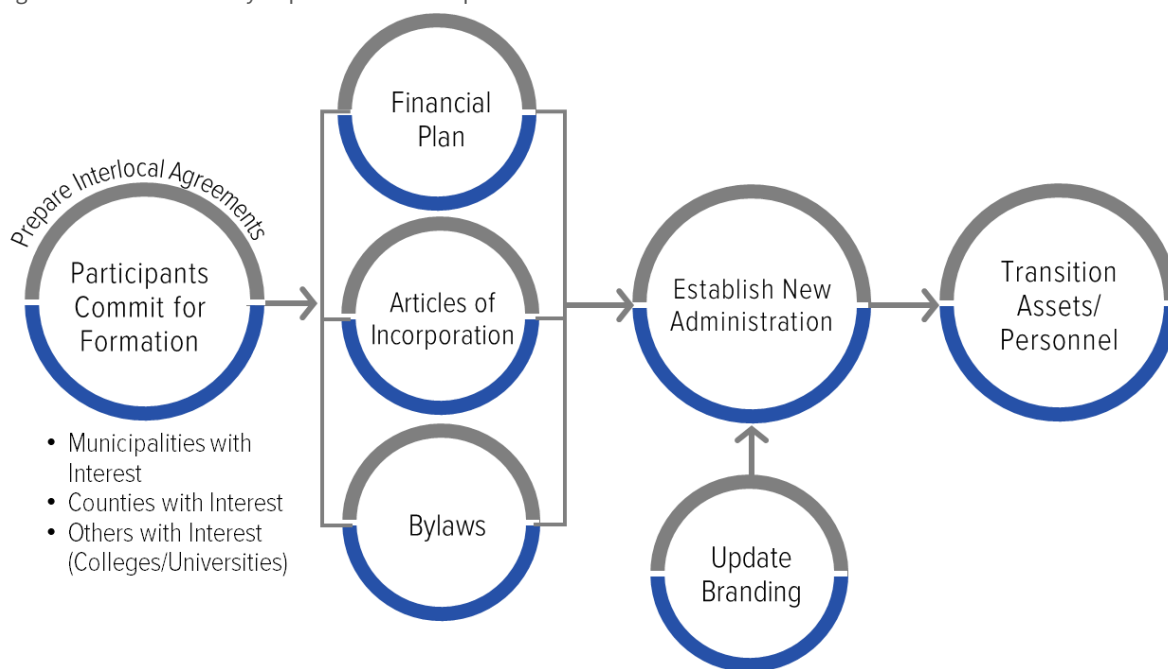 Prepare Interlocal Agreements
Participants
Commit for
Formation
• Municipalities with
Interest
• Counties with Interest
• Others with Interest
(Colleges/Universities)
Financial
Plan
Articles of
Incorporation
Bylaws
Establish New
Administration
Update
Branding
Transition
Assets/
Personnel